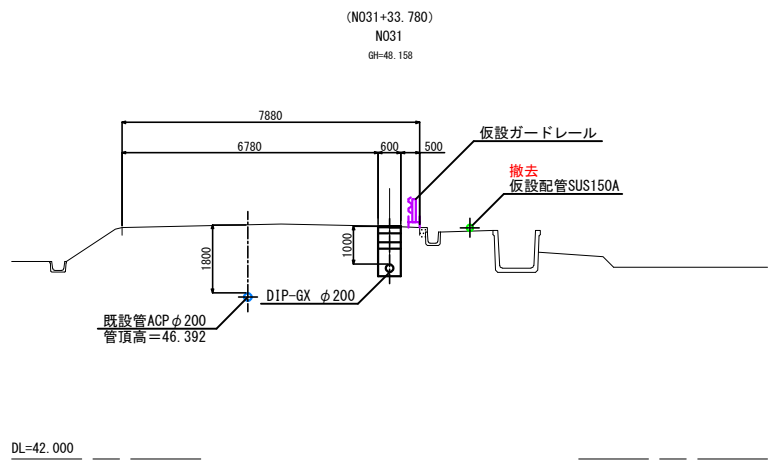 (NO31+33.780)
NO31
GH=48.158
7880
6780
600
500
仮設ガードレール
撤去
仮設配管SUS150A
1800
1000
DIP-GX φ200
既設管ACPφ200
管頂高=46.392
DL=42.000